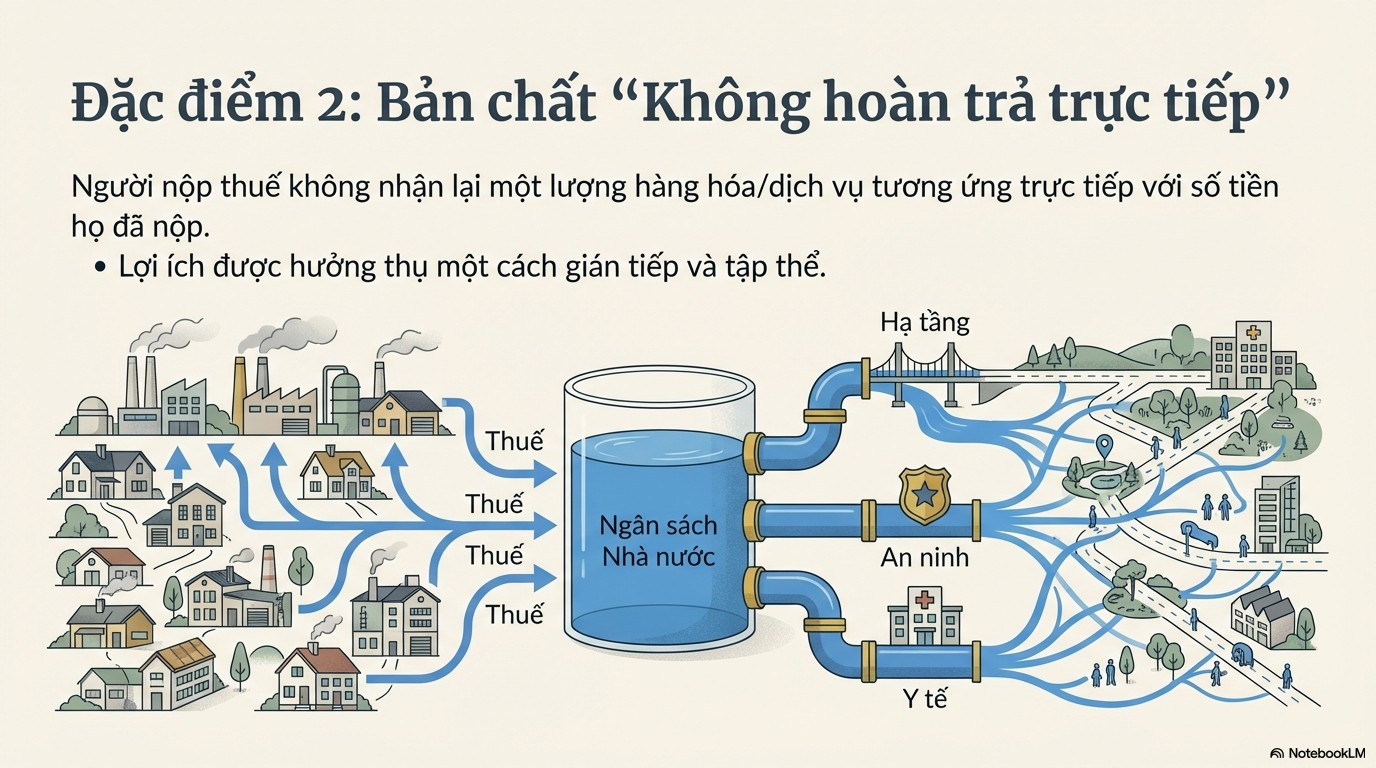 Đặc điểm 2: Bản chất “Không hoàn trả trực tiếp”
Người nộp thuế không nhận lại một lượng hàng hóa/dịch vụ tương ứng trực tiếp với số tiền
họ đã nộp.
• Lợi ích được hưởng thụ một cách gián tiếp và tập thể.
Thuế
Thuế
Thuế
Thuế
Ngân sách
Nhà nước
Hạ tầng
An ninh
Y tế
NotebookLM